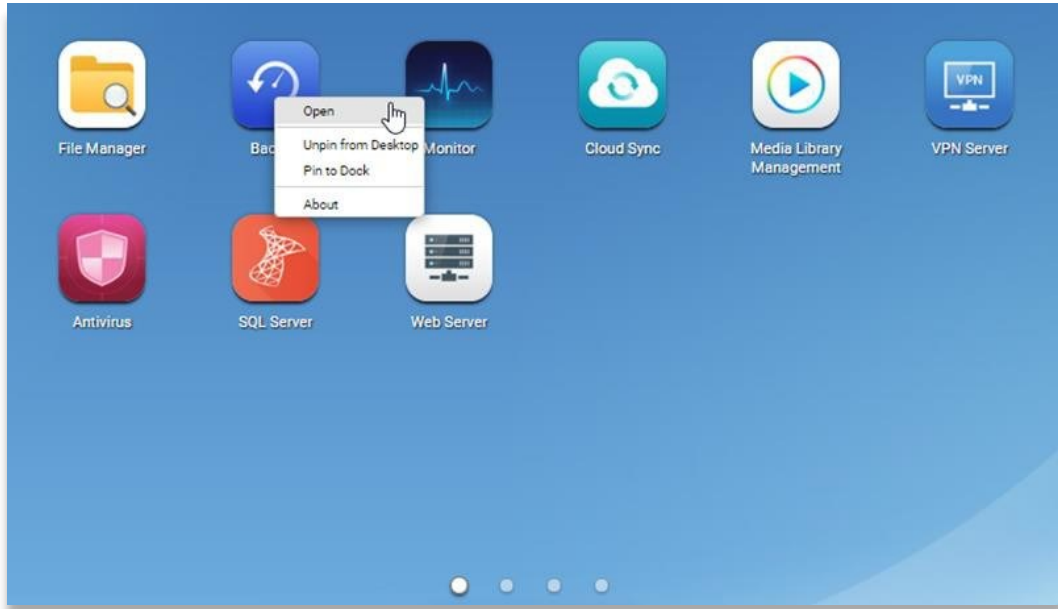 VPN
File Manager
Monitor
Cloud Sync
Media Library
Management
VPN Server
Open
Unpin from Desktop
Pin to Dock
About
Antivirus
SQL Server
Web Server